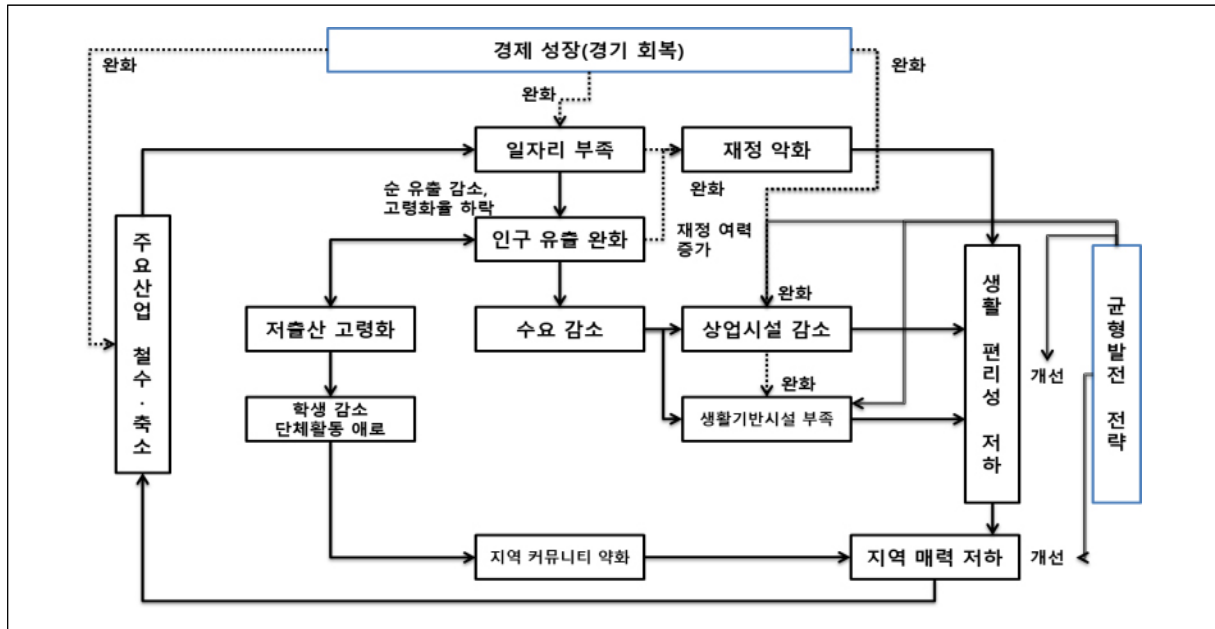 경제 성장(경기 회복)
완화
완화
완화
일자리 부족
재정 악화
순 유출 감소,
고령화율 하락
완화
인구 유출 완화
재정 여력
증가
주요산업 철수·축소
생활 편리성 저하
균형발전 전략
완화
저출산 고령화
수요 감소
상업시설 감소
개선
완화
학생 감소
단체활동 애로
생활기반시설 부족
지역 커뮤니티 약화
지역 매력 저하
개선